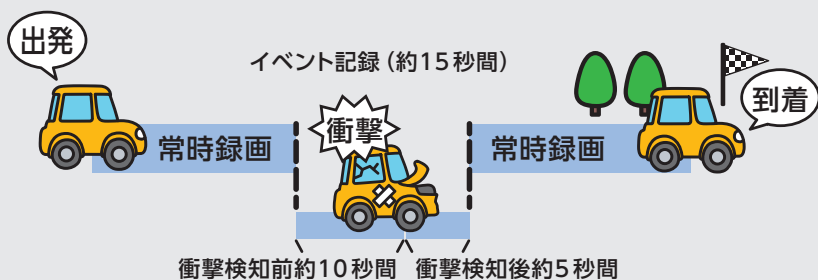 出発
イベント記録（約15秒間）
到着
衝撃
常時録画
常時録画
衝撃検知前約10秒間
衝撃検知後約5秒間